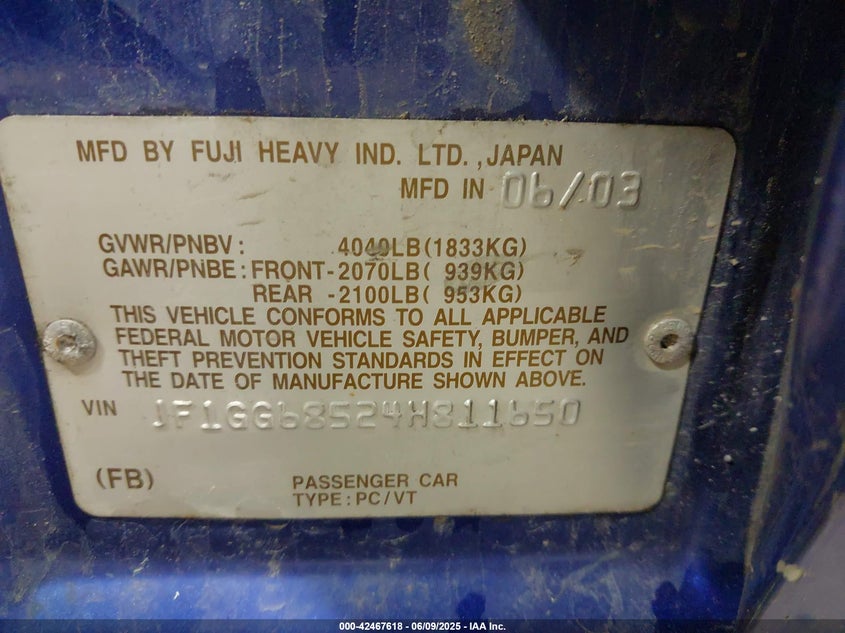 MFD BY FUJI HEAVY IND. LTD., JAPAN
MFD IN 06/03
GVWR/PNBV: 4040LB(1833KG)
GAWR/PNBE: FRONT-2070LB( 939KG)
REAR -2100LB( 953KG)
THIS VEHICLE CONFORMS TO ALL APPLICABLE
FEDERAL MOTOR VEHICLE SAFETY, BUMPER, AND
THEFT PREVENTION STANDARDS IN EFFECT ON
THE DATE OF MANUFACTURE SHOWN ABOVE.
VIN JF1GG68524H811650
(FB) PASSENGER CAR
TYPE: PC/VT
000-42467618 - 06/09/2025 - IAA Inc.